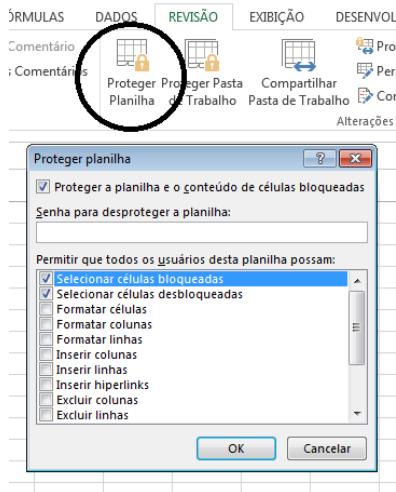 ÓRMULAS DADOS REVISÃO EXIBIÇÃO DESENVOL
Comentário
s Comentários
Proteger Planilha
Proteger Pasta de Trabalho
Compartilhar Pasta de Trabalho
Pro
Per
Cor
Alterações
Proteger planilha
Proteger a planilha e o conteúdo de células bloqueadas
Senha para desproteger a planilha:
Permitir que todos os usuários desta planilha possam:
Selecionar células bloqueadas
Selecionar células desbloqueadas
Formatar células
Formatar colunas
Formatar linhas
Inserir colunas
Inserir linhas
Inserir hiperlinks
Excluir colunas
Excluir linhas
OK Cancelar